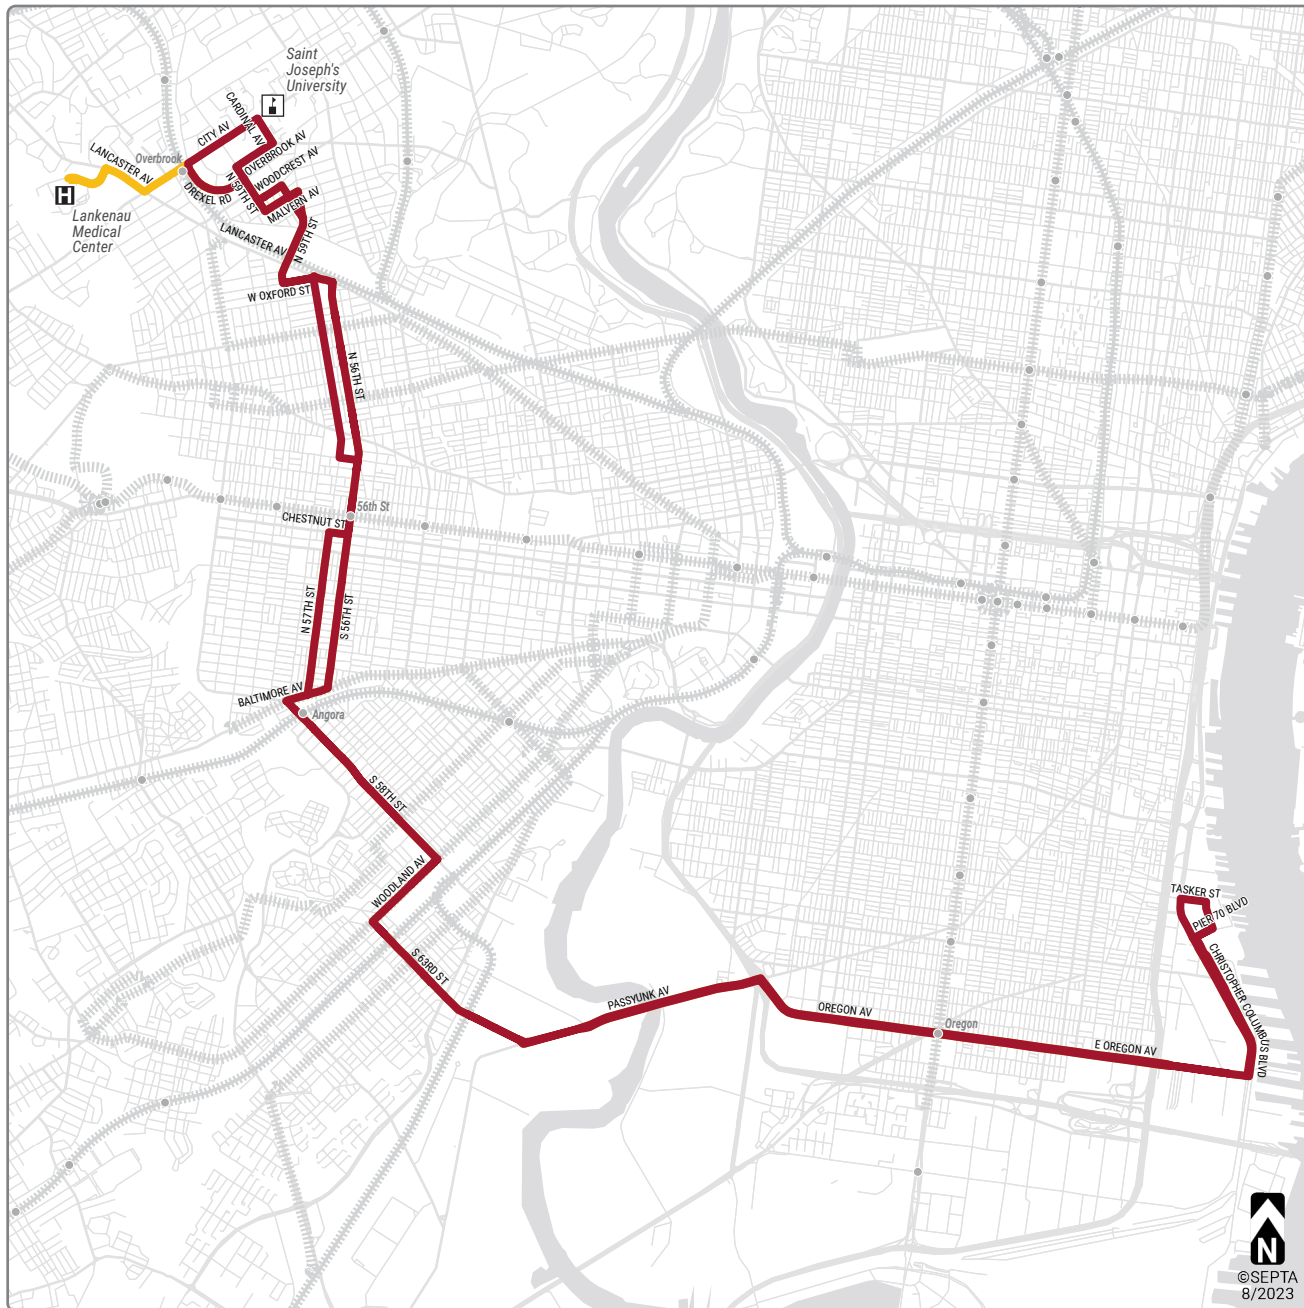 Saint
Joseph's
University
CARDINAL AV
CITY AV
Overbrook
OVERBROOK AV
LANCASTER AV
WOODCREST AV
N 59TH ST
DREXEL RD
MALVERN AV
H
Lankenau
Medical
Center
LANCASTER AV
N 59TH ST
W OXFORD ST
N 56TH ST
56th St
CHESTNUT ST
N 57TH ST
S 56TH ST
BALTIMORE AV
Angora
S 58TH ST
WOODLAND AV
S 63RD ST
TASKER ST
PIER 70 BLVD
CHRISTOPHER COLUMBUS BLVD
PASSYUNK AV
OREGON AV
Oregon
E OREGON AV
N
©SEPTA
8/2023